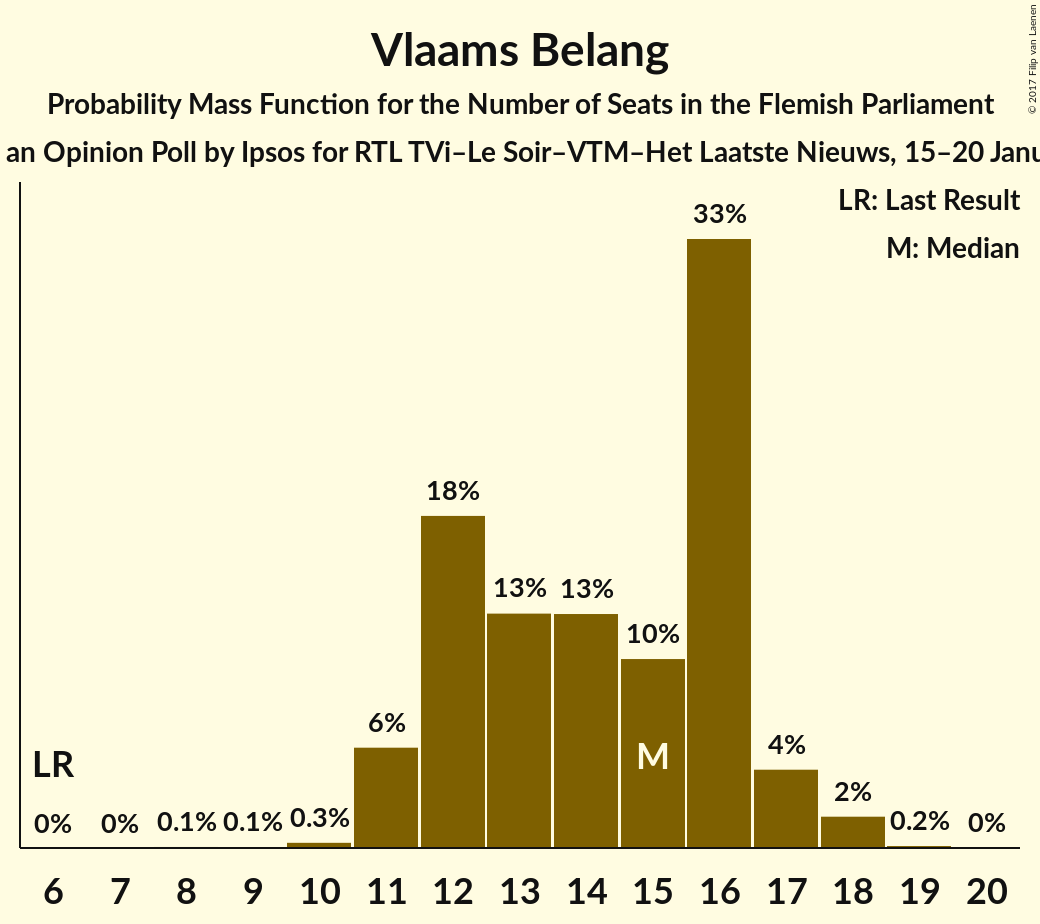 Vlaams Belang
Probability Mass Function for the Number of Seats in the Flemish Parliament
an Opinion Poll by Ipsos for RTL TVi–Le Soir–VTM–Het Laatste Nieuws, 15–20 Janu
© 2017 Filip van Laenen
LR: Last Result
M: Median
33%
18%
13% 13%
10%
6%
4%
2%
LR
M
0% 0% 0.1% 0.1% 0.3% 0.2% 0%
6 7 8 9 10 11 12 13 14 15 16 17 18 19 20